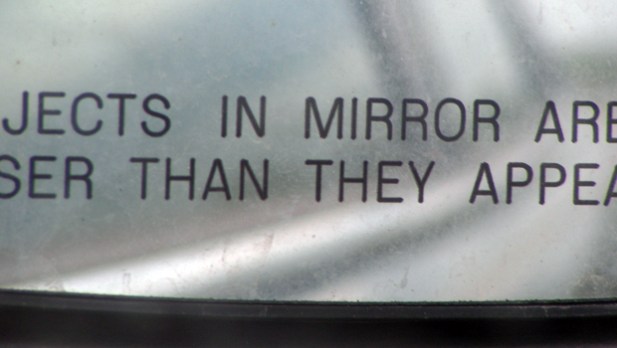 JECTS IN MIRROR ARE
SER THAN THEY APPEA